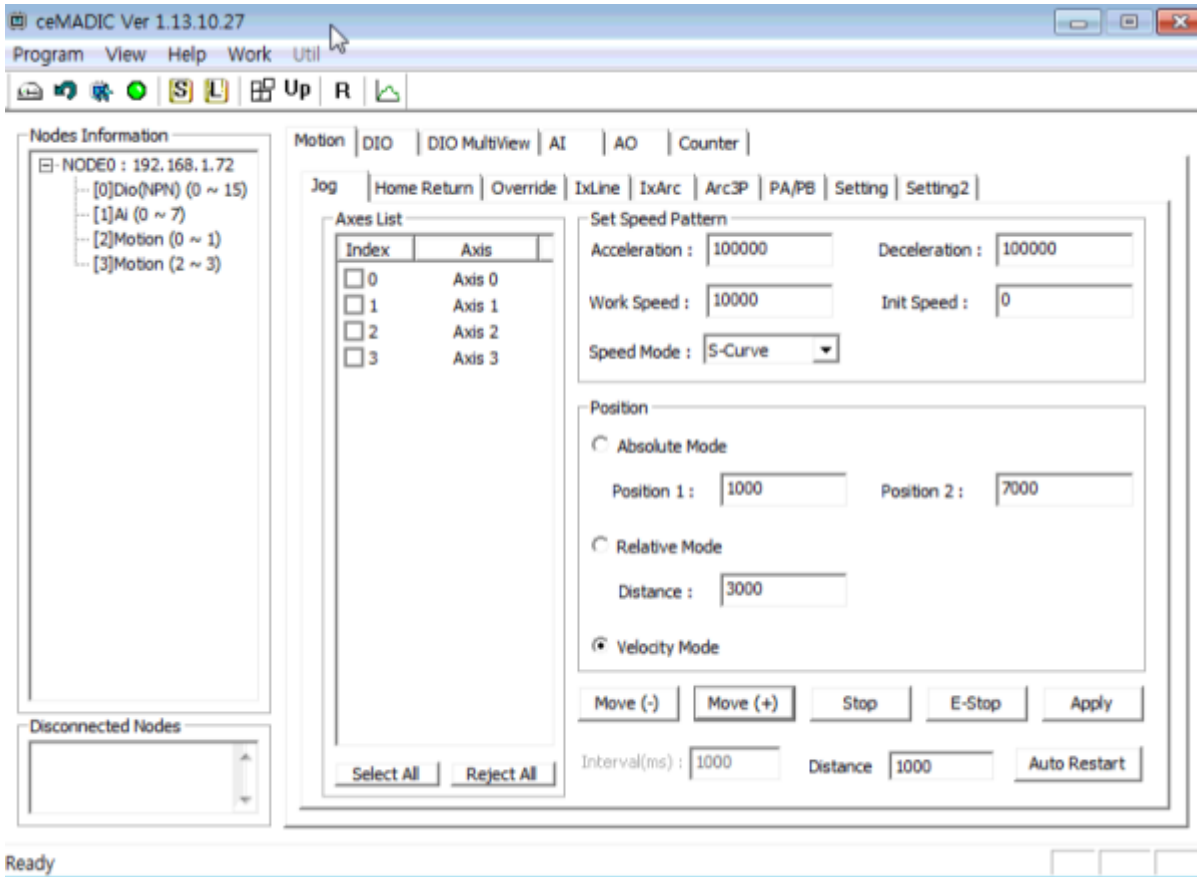 ceMADIC Ver 1.13.10.27
Program View Help Work Util
S L Up R
Nodes Information
NODE0 : 192.168.1.72
[0]Dio(NPN) (0 ~ 15)
[1]Ai (0 ~ 7)
[2]Motion (0 ~ 1)
[3]Motion (2 ~ 3)
Disconnected Nodes
Motion DIO DIO MultiView AI AO Counter
Jog Home Return Override IxLine IxArc Arc3P PA/PB Setting Setting2
Axes List
Index Axis
0 Axis 0
1 Axis 1
2 Axis 2
3 Axis 3
Select All Reject All
Set Speed Pattern
Acceleration : 100000 Deceleration : 100000
Work Speed : 10000 Init Speed : 0
Speed Mode : S-Curve
Position
Absolute Mode
Position 1 : 1000 Position 2 : 7000
Relative Mode
Distance : 3000
Velocity Mode
Move (-) Move (+) Stop E-Stop Apply
Interval(ms) : 1000 Distance 1000 Auto Restart
Ready